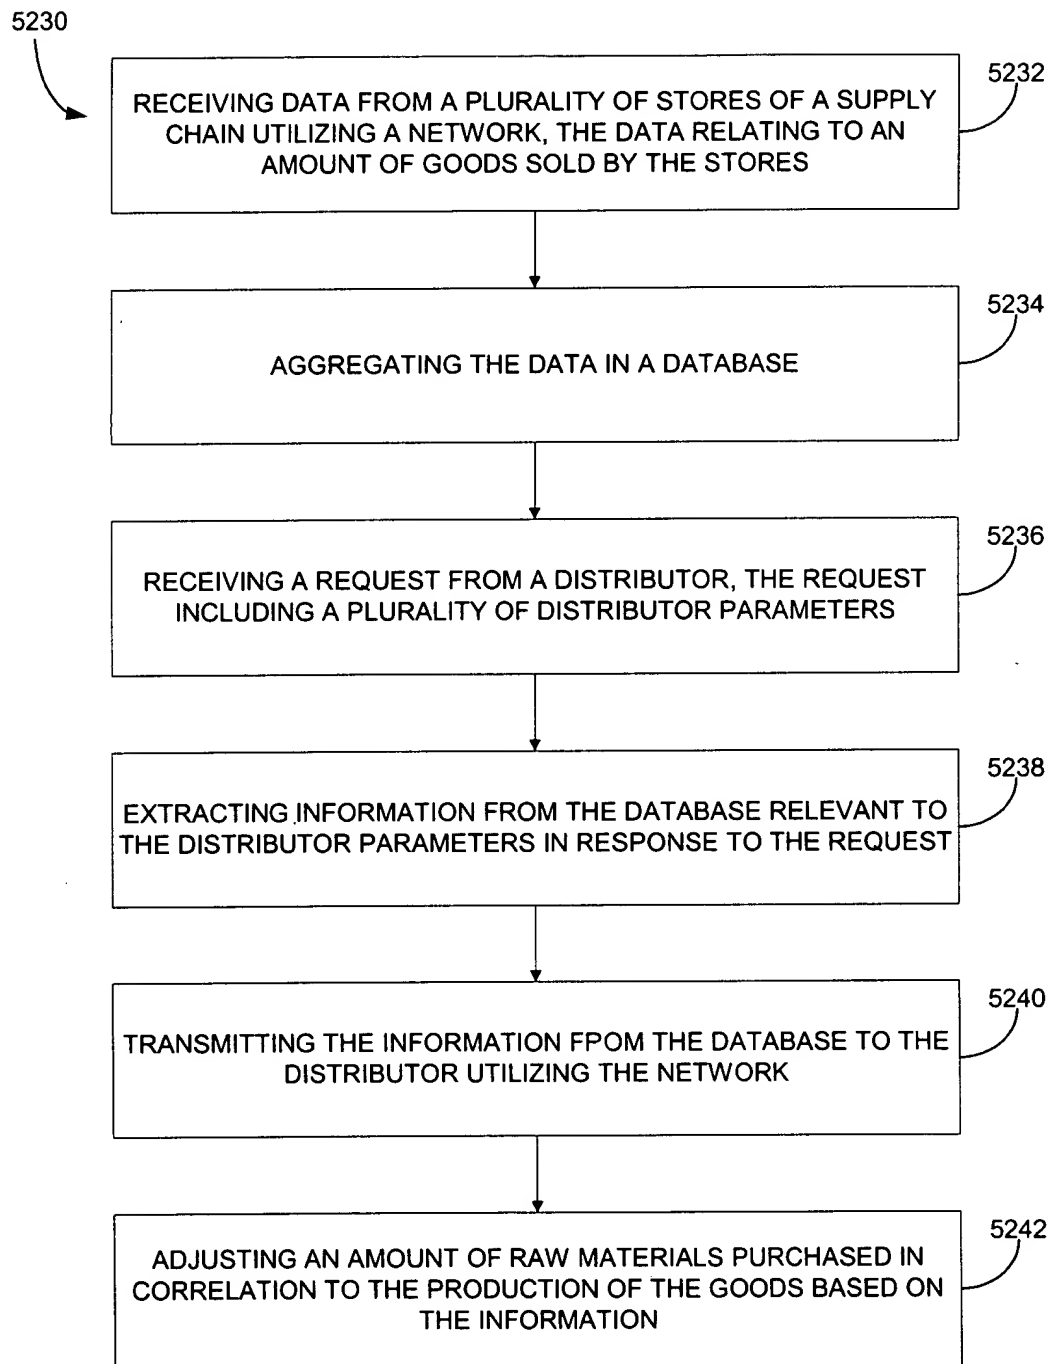 5230
5232
RECEIVING DATA FROM A PLURALITY OF STORES OF A SUPPLY
CHAIN UTILIZING A NETWORK, THE DATA RELATING TO AN
AMOUNT OF GOODS SOLD BY THE STORES
5234
AGGREGATING THE DATA IN A DATABASE
5236
RECEIVING A REQUEST FROM A DISTRIBUTOR, THE REQUEST
INCLUDING A PLURALITY OF DISTRIBUTOR PARAMETERS
5238
EXTRACTING INFORMATION FROM THE DATABASE RELEVANT TO
THE DISTRIBUTOR PARAMETERS IN RESPONSE TO THE REQUEST
5240
TRANSMITTING THE INFORMATION FPOM THE DATABASE TO THE
DISTRIBUTOR UTILIZING THE NETWORK
5242
ADJUSTING AN AMOUNT OF RAW MATERIALS PURCHASED IN
CORRELATION TO THE PRODUCTION OF THE GOODS BASED ON
THE INFORMATION